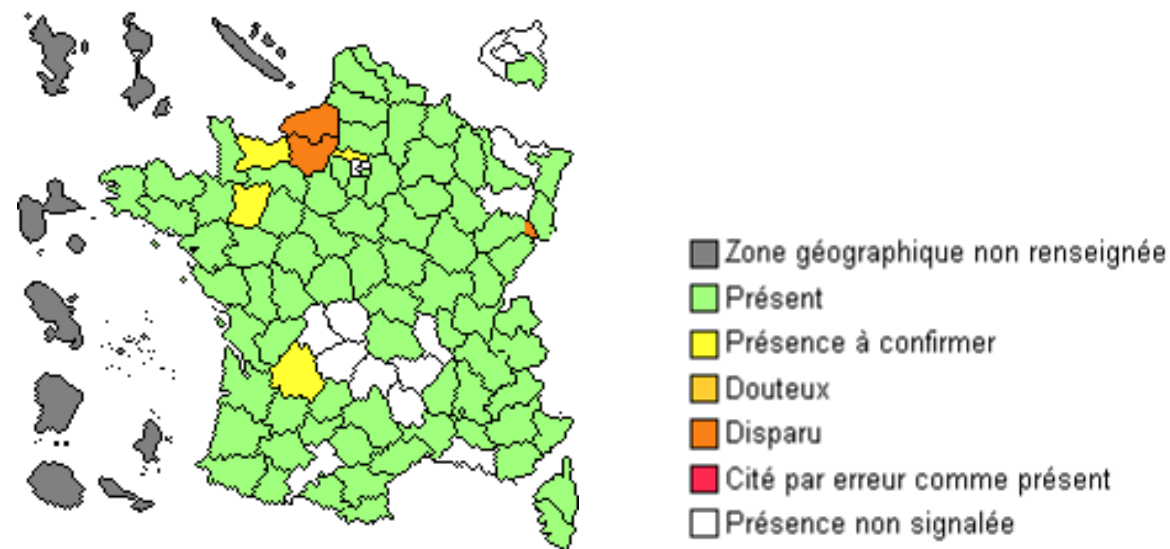 Zone géographique non renseignée
Présent
Présence à confirmer
Douteux
Disparu
Cité par erreur comme présent
Présence non signalée